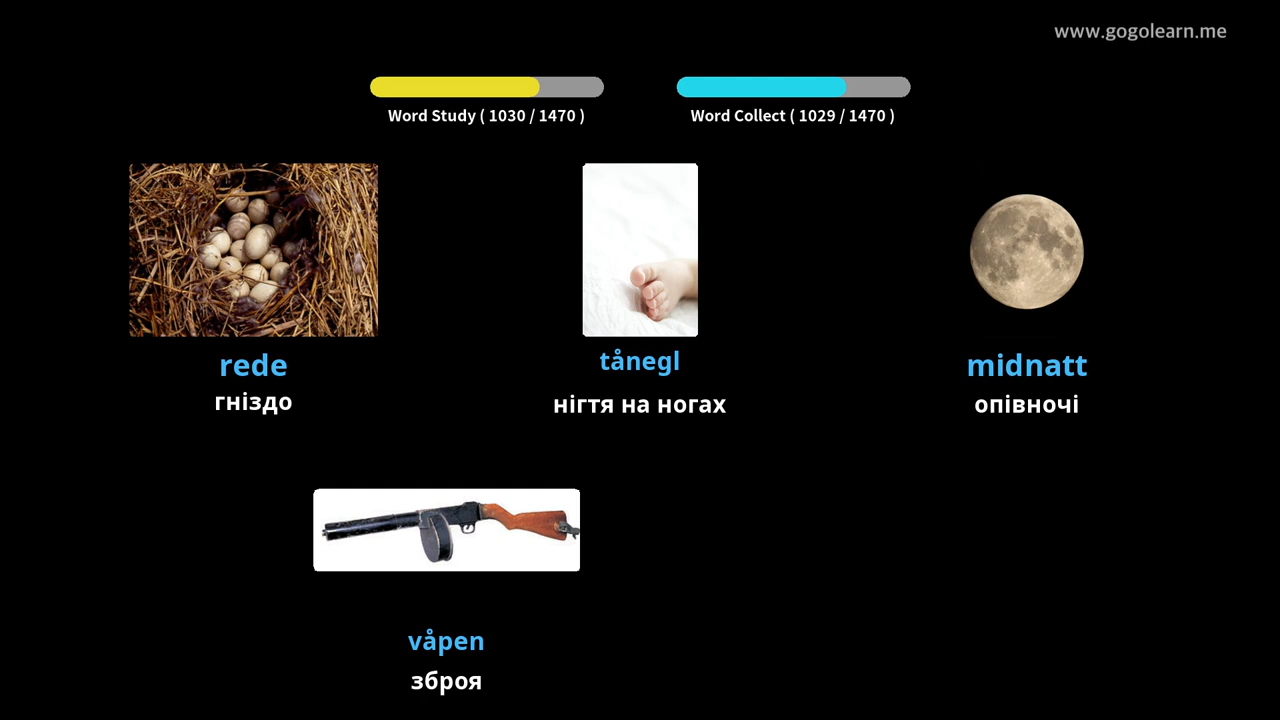 www.gogolearn.me
Word Study ( 1030 / 1470 )
Word Collect ( 1029 / 1470 )
rede
гніздо
tånegl
нігтя на ногах
midnatt
опівночі
våpen
зброя